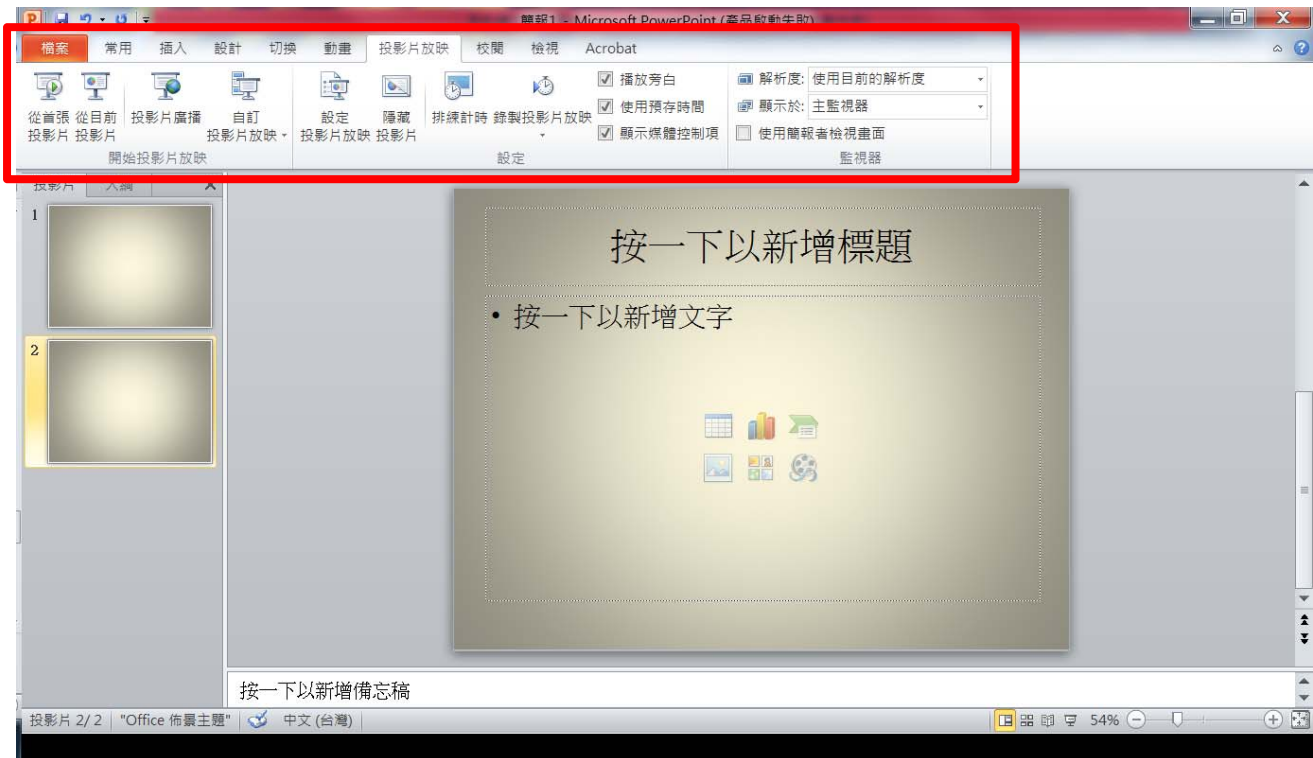 簡報1 - Microsoft PowerPoint (產品啟動失敗)
檔案 常用 插入 設計 切換 動畫 投影片放映 校閱 檢視 Acrobat
從首張投影片
從目前投影片
投影片廣播
自訂投影片放映
設定投影片放映
隱藏投影片
排練計時
錄製投影片放映
播放旁白
使用預存時間
顯示媒體控制項
解析度: 使用目前的解析度
顯示於: 主監視器
使用簡報者檢視畫面
開始投影片放映 設定 監視器
投影片 大綱
1
2
按一下以新增標題
• 按一下以新增文字
按一下以新增備忘稿
投影片 2/2 "Office 佈景主題" 中文 (台灣) 54%